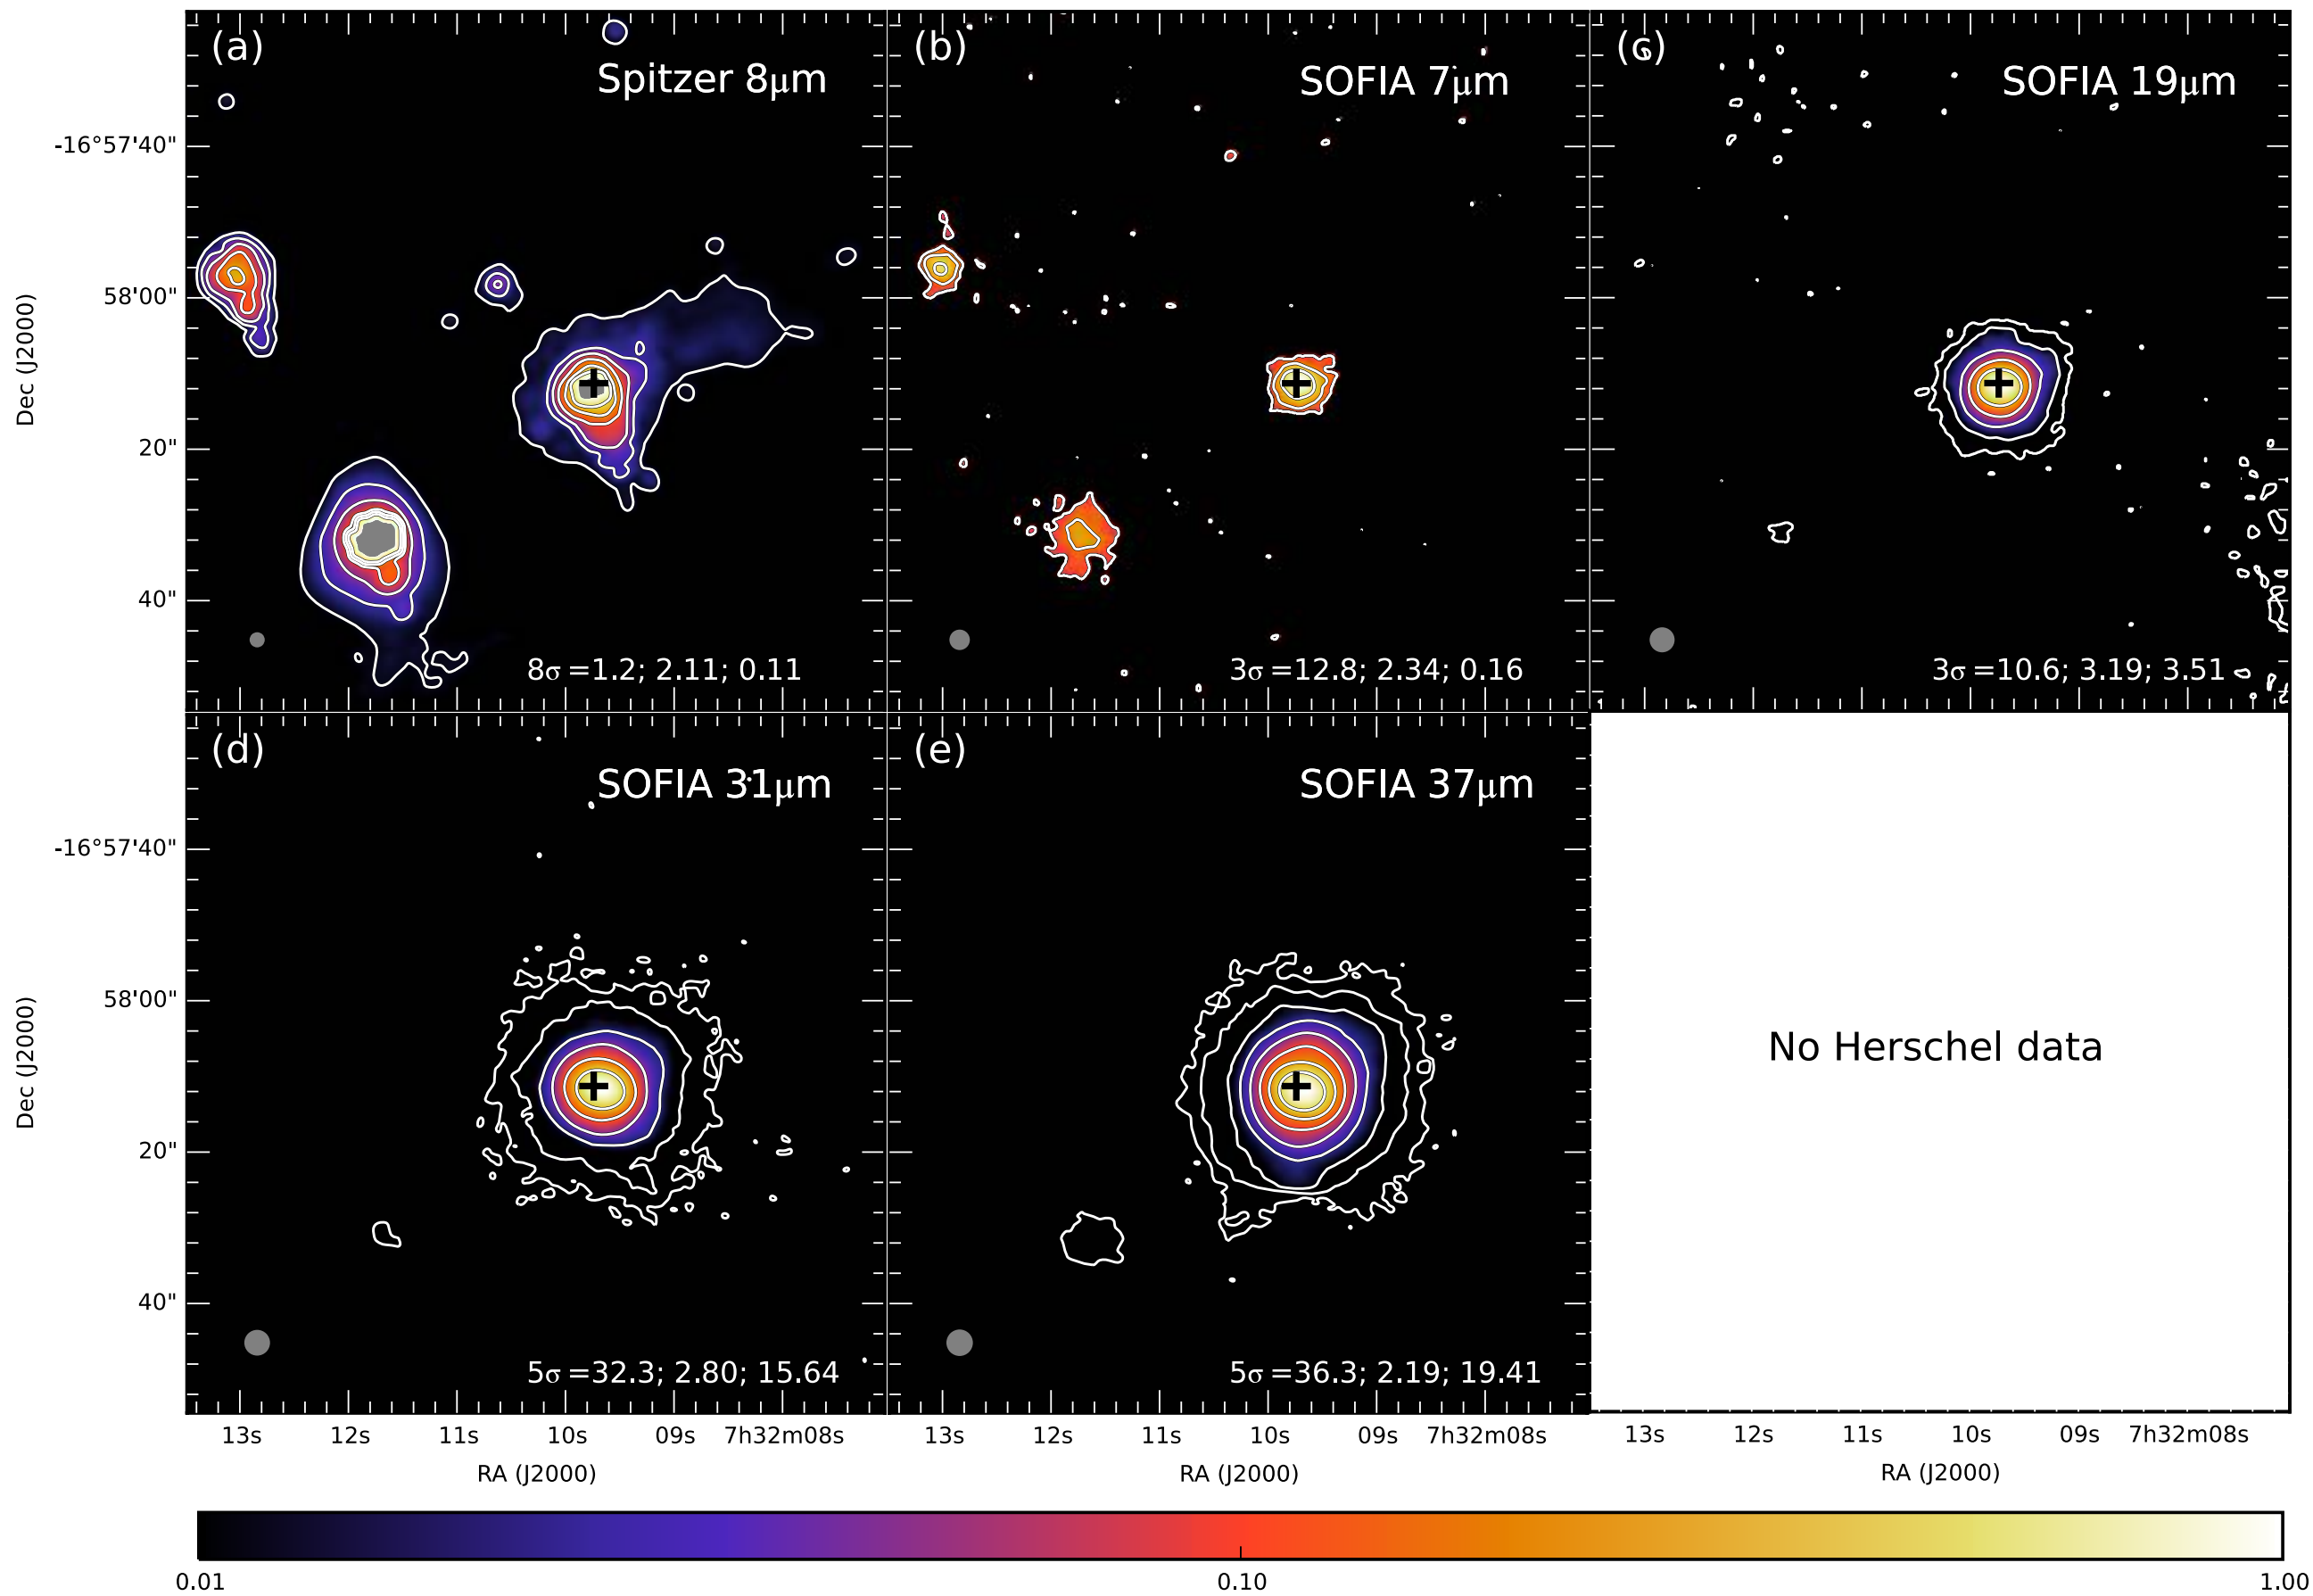 (a)
Spitzer 8μm
(b)
SOFIA 7μm
(c)
SOFIA 19μm
-16°57'40"
58'00"
20"
40"
Dec (J2000)
8σ=1.2; 2.11; 0.11
3σ=12.8; 2.34; 0.16
3σ=10.6; 3.19; 3.51
(d)
SOFIA 31μm
(e)
SOFIA 37μm
-16°57'40"
58'00"
20"
40"
Dec (J2000)
No Herschel data
5σ=32.3; 2.80; 15.64
5σ=36.3; 2.19; 19.41
13s 12s 11s 10s 09s 7h32m08s
13s 12s 11s 10s 09s 7h32m08s
13s 12s 11s 10s 09s 7h32m08s
RA (J2000)
RA (J2000)
RA (J2000)
0.01 0.10 1.00